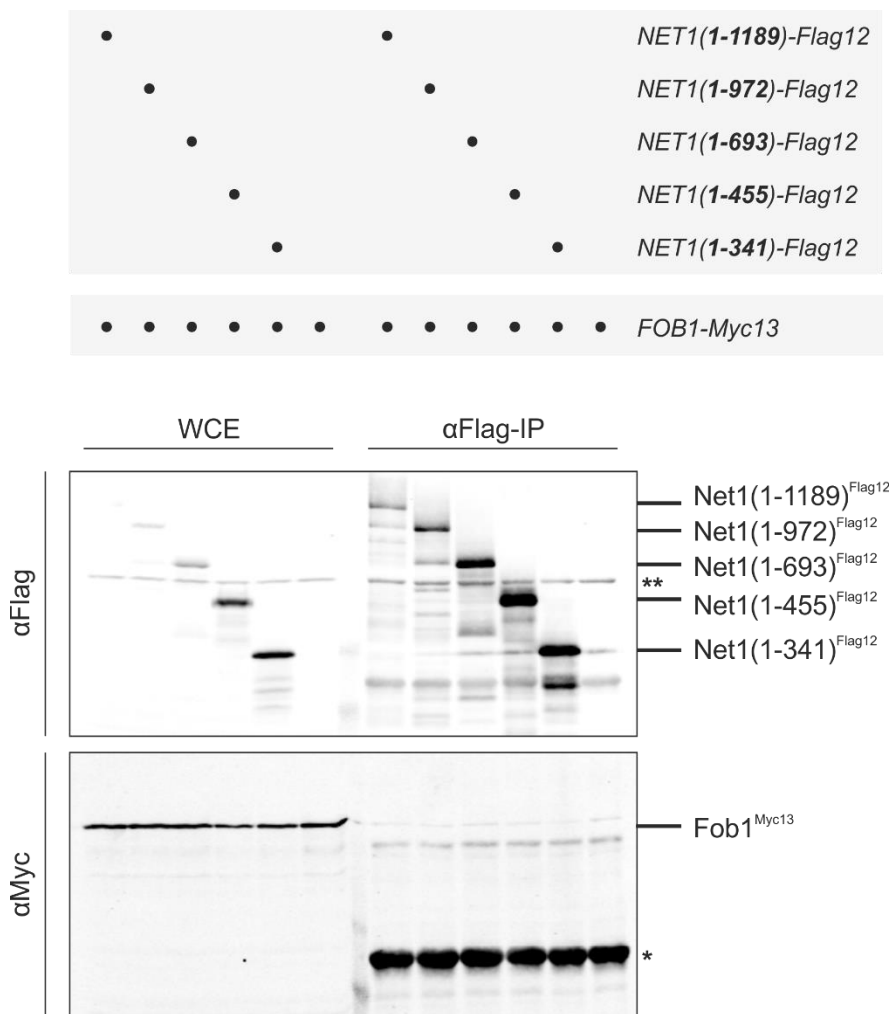 NET1(1-1189)-Flag12
NET1(1-972)-Flag12
NET1(1-693)-Flag12
NET1(1-455)-Flag12
NET1(1-341)-Flag12
FOB1-Myc13
WCE αFlag-IP
αFlag
Net1(1-1189)Flag12
Net1(1-972)Flag12
Net1(1-693)Flag12
**
Net1(1-455)Flag12
Net1(1-341)Flag12
αMyc
Fob1Myc13
*